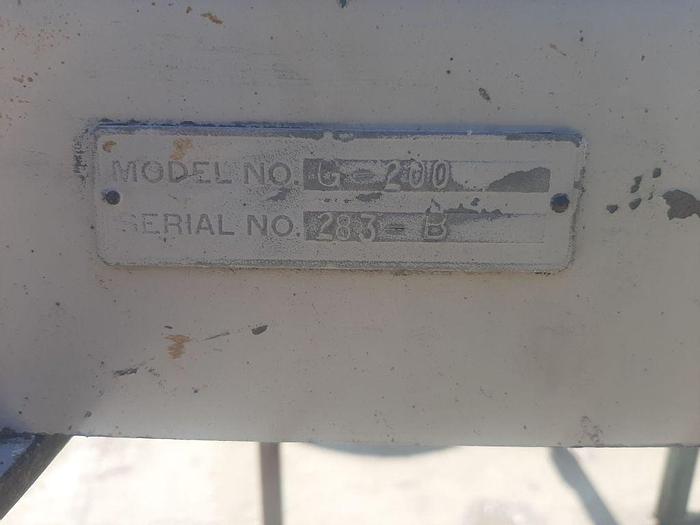 MODEL NO. G-200
SERIAL NO. 283-B